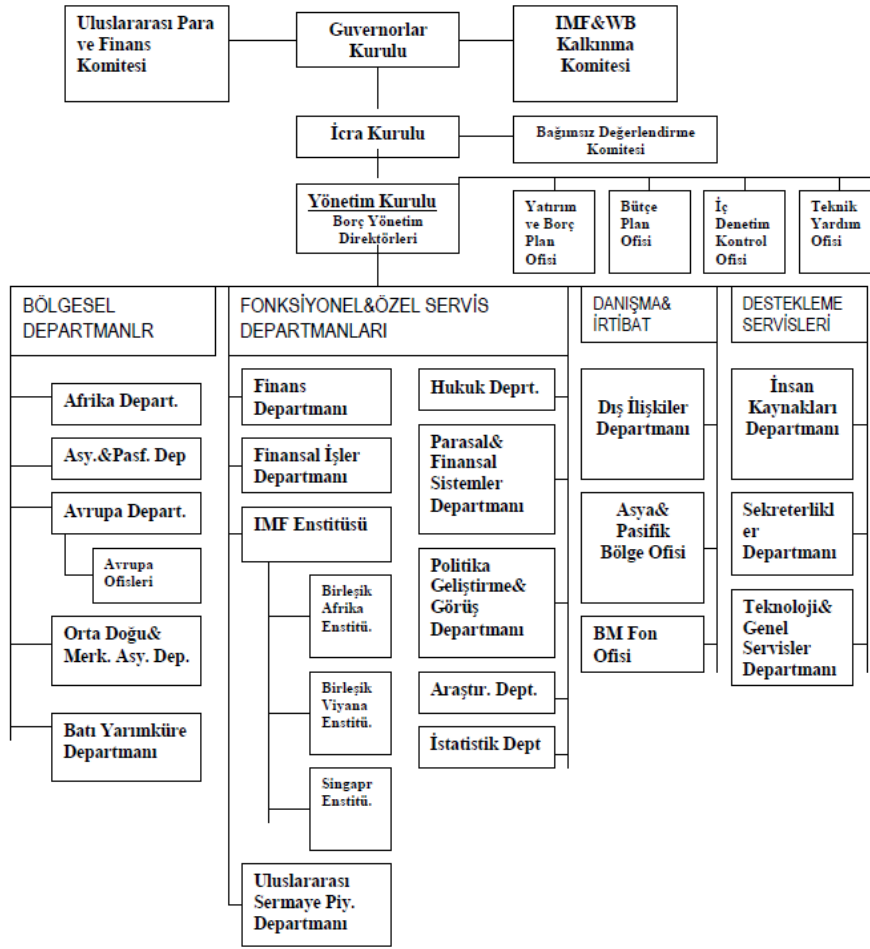 Uluslararası Para
ve Finans
Komitesi
Guvernorlar
Kurulu
IMF&WB
Kalkınma
Komitesi
İcra Kurulu
Bağımsız Değerlendirme
Komitesi
Yönetim Kurulu
Borç Yönetim
Direktörleri
Yatırım
ve Borç
Plan
Ofisi
Bütçe
Plan
Ofisi
İç
Denetim
Kontrol
Ofisi
Teknik
Yardım
Ofisi
BÖLGESEL
DEPARTMANLR
Afrika Depart.
Asy.&Pasf. Dep
Avrupa Depart.
Avrupa
Ofisleri
Orta Doğu&
Merk. Asy. Dep.
Batı Yarımküre
Departmanı
FONKSİYONEL&ÖZEL SERVİS
DEPARTMANLARI
Finans
Departmanı
Finansal İşler
Departmanı
IMF Enstitüsü
Birleşik
Afrika
Enstitü.
Birleşik
Viyana
Enstitü.
Singapr
Enstitü.
Uluslararası
Sermaye Piy.
Departmanı
Hukuk Deprt.
Parasal&
Finansal
Sistemler
Departmanı
Politika
Geliştirme&
Görüş
Departmanı
Araştır. Dept.
İstatistik Dept
DANIŞMA&
İRTİBAT
Dış İlişkiler
Departmanı
Asya&
Pasifik
Bölge Ofisi
BM Fon
Ofisi
DESTEKLEME
SERVİSLERİ
İnsan
Kaynakları
Departmanı
Sekreterlikl
er
Departmanı
Teknoloji&
Genel
Servisler
Departmanı